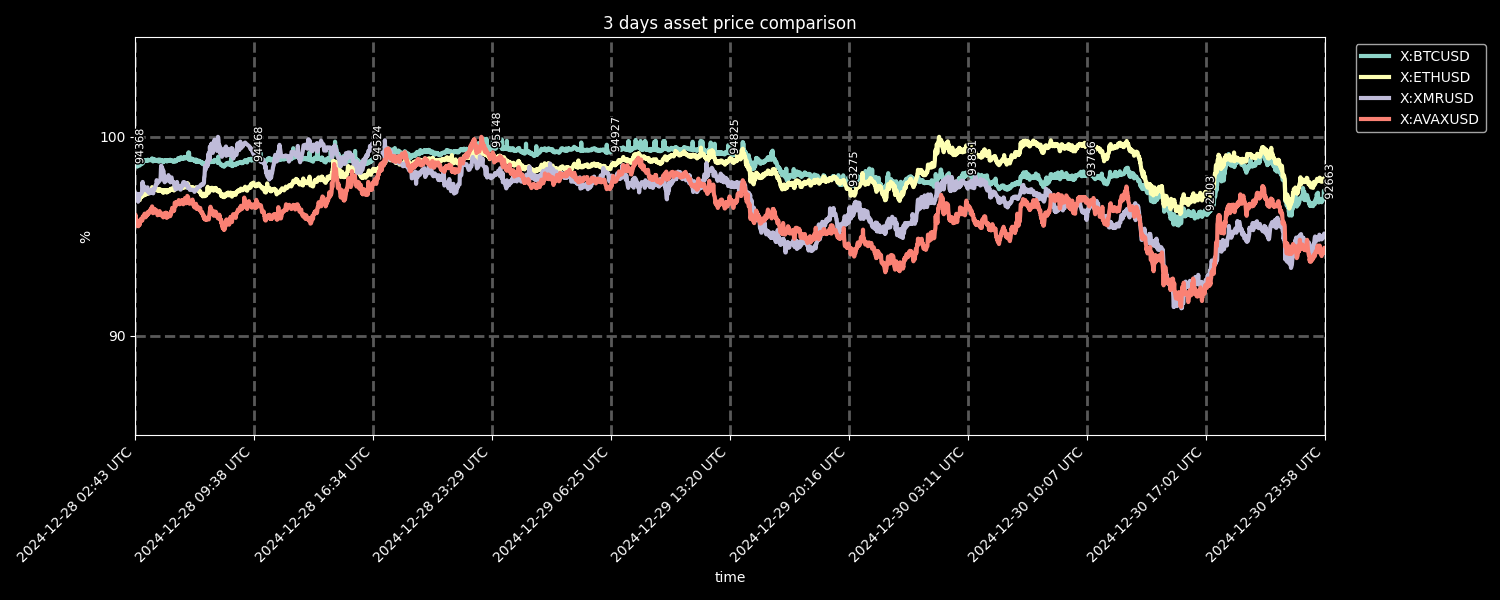 3 days asset price comparison
X:BTCUSD
X:ETHUSD
X:XMRUSD
X:AVAXUSD
%
100
90
94368
94468
94524
95148
94927
94825
93275
93831
93766
92103
92663
2024-12-28 02:43 UTC
2024-12-28 09:38 UTC
2024-12-28 16:34 UTC
2024-12-28 23:29 UTC
2024-12-29 06:25 UTC
2024-12-29 13:20 UTC
2024-12-29 20:16 UTC
2024-12-30 03:11 UTC
2024-12-30 10:07 UTC
2024-12-30 17:02 UTC
2024-12-30 23:58 UTC
time